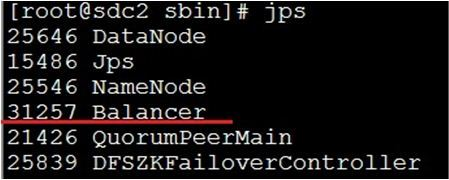 [root@sdc2 sbin]# jps
25646 DataNode
15486 Jps
25546 NameNode
31257 Balancer
21426 QuorumPeerMain
25839 DFSZKFailoverController